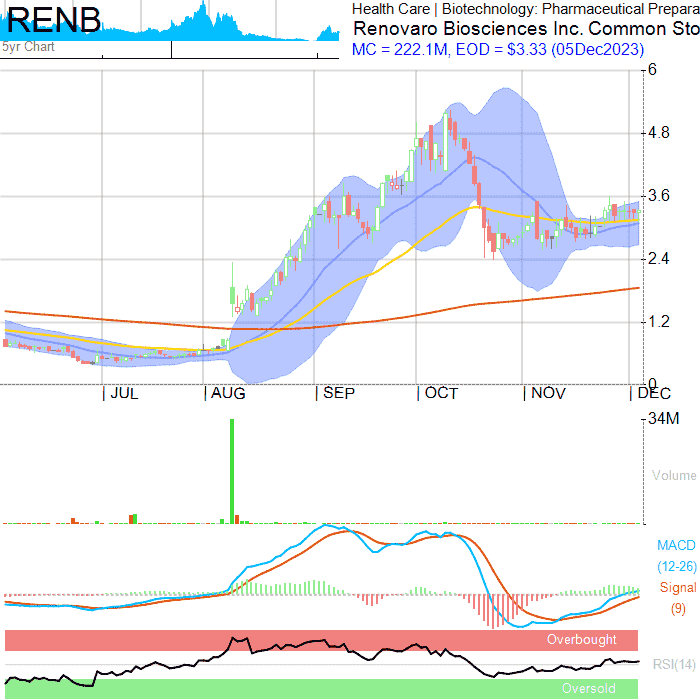 RENB
5yr Chart
Health Care | Biotechnology: Pharmaceutical Prepara
Renovaro Biosciences Inc. Common Sto
MC = 222.1M, EOD = $3.33 (05Dec2023)
6
4.8
3.6
2.4
1.2
0
JUL AUG SEP OCT NOV DEC
34M
Volume
MACD
(12-26)
Signal
(9)
Overbought
RSI(14)
Oversold